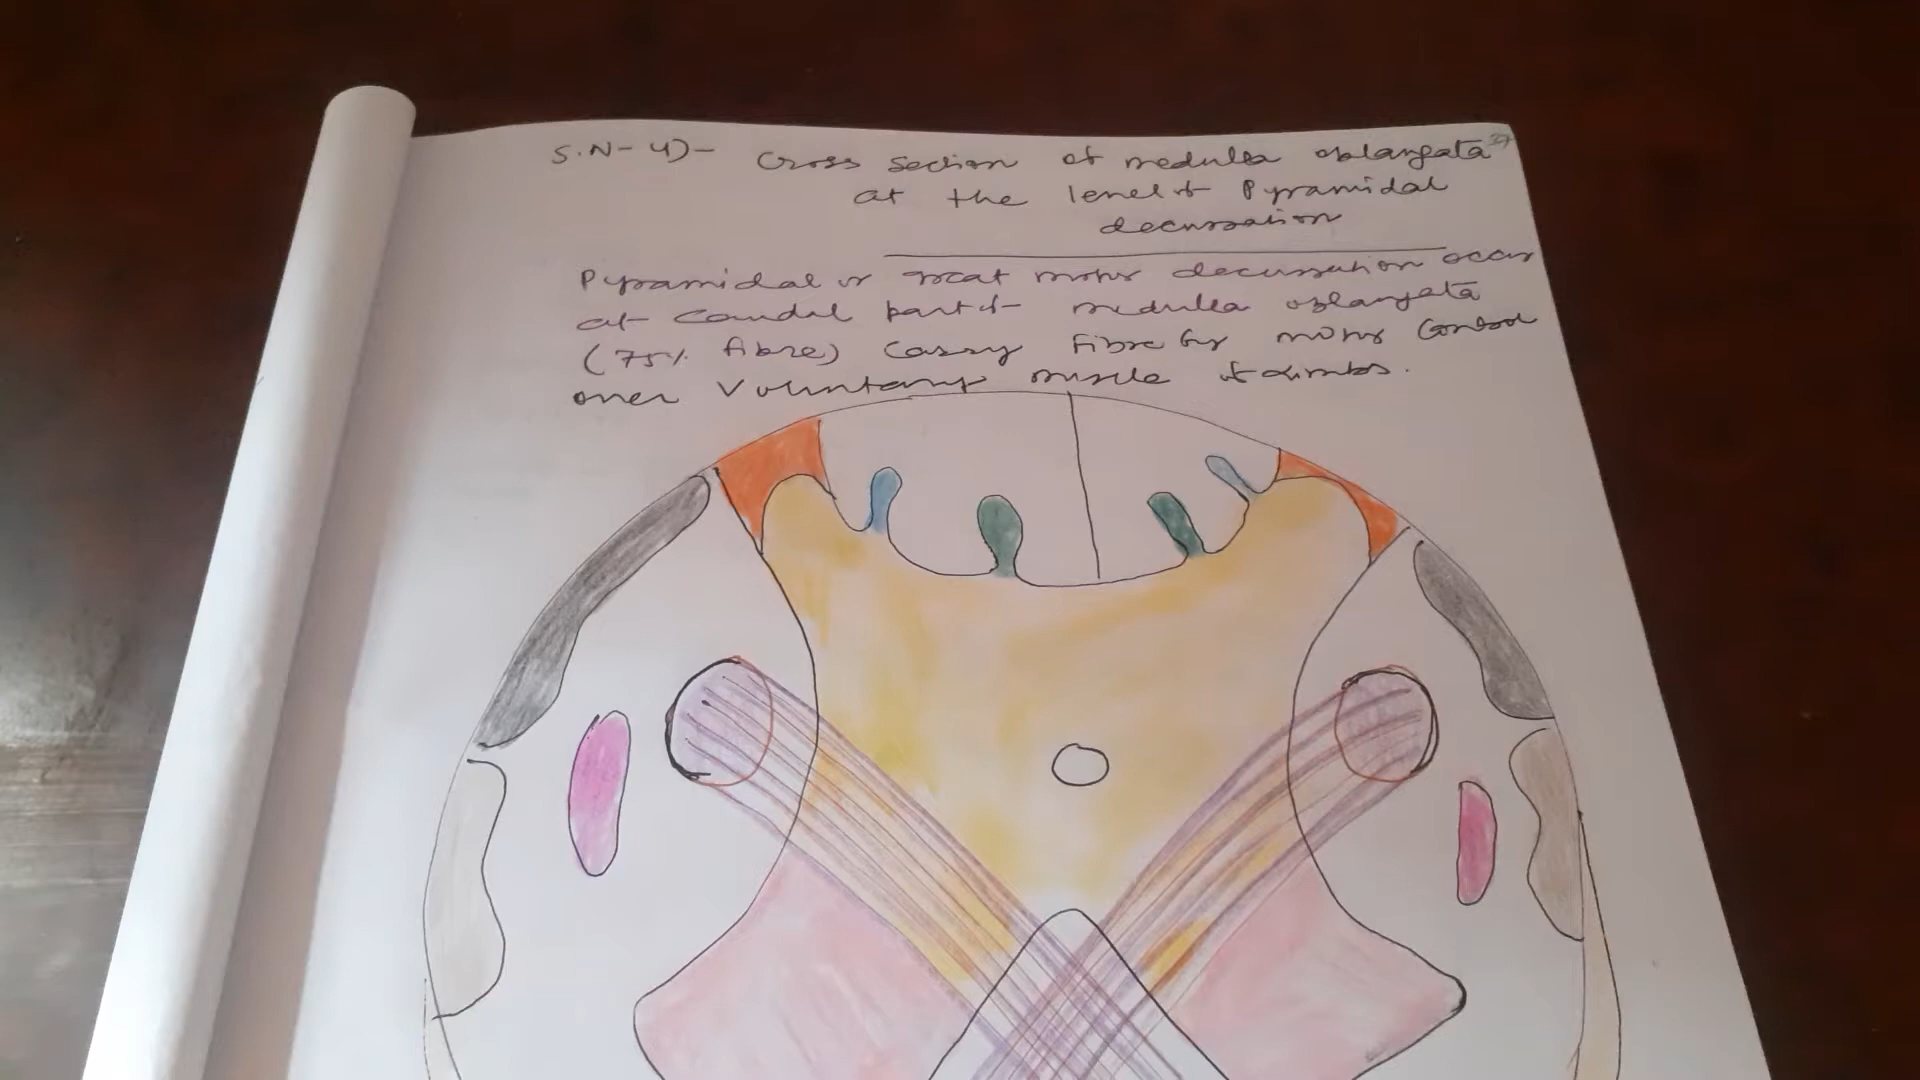 S.N-4)- Cross section of medulla oblangata 37
at the level of Pyramidal
decussation
Pyramidal or great motor decussation occur
at caudal part of medulla oblangata
(75% fibre) carry fibre for motor control
over Voluntary muscle of limbs.